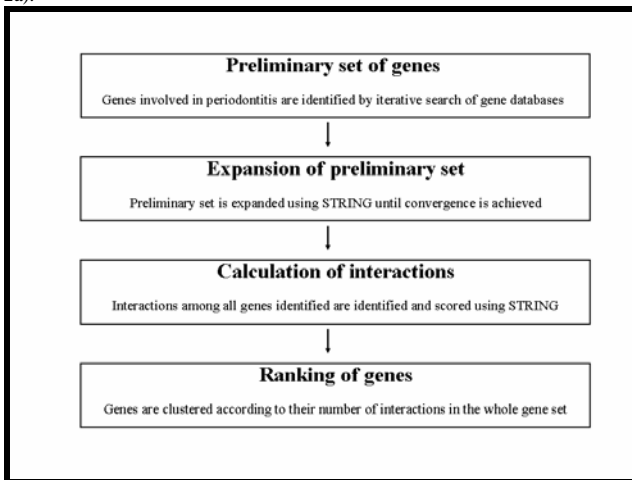 2a).
Preliminary set of genes
Genes involved in periodontitis are identified by iterative search of gene databases
Expansion of preliminary set
Preliminary set is expanded using STRING until convergence is achieved
Calculation of interactions
Interactions among all genes identified are identified and scored using STRING
Ranking of genes
Genes are clustered according to their number of interactions in the whole gene set